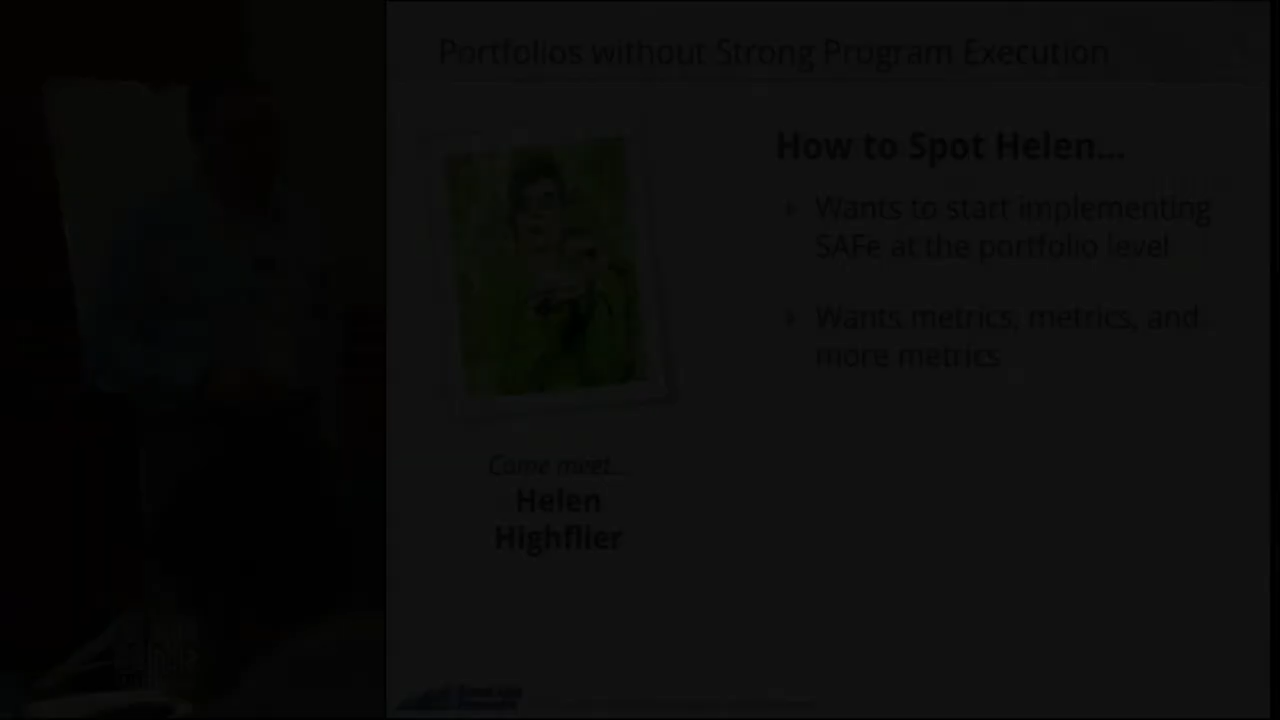 Portfolios without Strong Program Execution
How to Spot Helen...
Wants to start implementing
SAFe at the portfolio level
Wants metrics, metrics, and
more metrics
Come meet...
Helen
Highflier